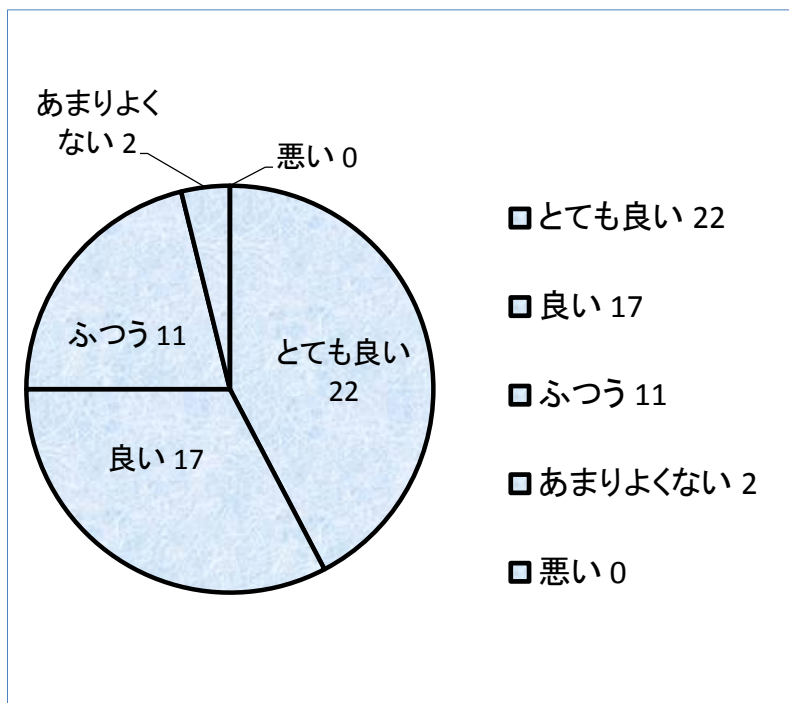 あまりよく
ない 2
悪い 0
ふつう 11
とても良い
22
良い 17
とても良い 22
良い 17
ふつう 11
あまりよくない 2
悪い 0